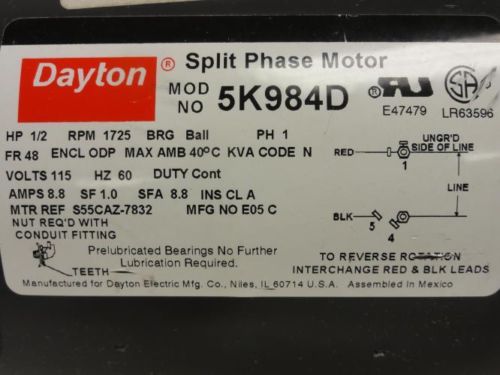 Dayton ® Split Phase Motor
MOD NO 5K984D
® RU E47479
SA LR63596
HP 1/2 RPM 1725 BRG Ball PH 1
FR 48 ENCL ODP MAX AMB 40°C KVA CODE N
VOLTS 115 HZ 60 DUTY Cont
AMPS 8.8 SF 1.0 SFA 8.8 INS CL A
MTR REF S55CAZ-7832 MFG NO E05 C
NUT REQ'D WITH
CONDUIT FITTING
TEETH
Prelubricated Bearings No Further
Lubrication Required.
UNGR'D
SIDE OF LINE
RED
1
LINE
BLK
5
4
TO REVERSE ROTATION
INTERCHANGE RED & BLK LEADS
Manufactured for Dayton Electric Mfg. Co., Niles, IL 60714 U.S.A. Assembled In Mexico